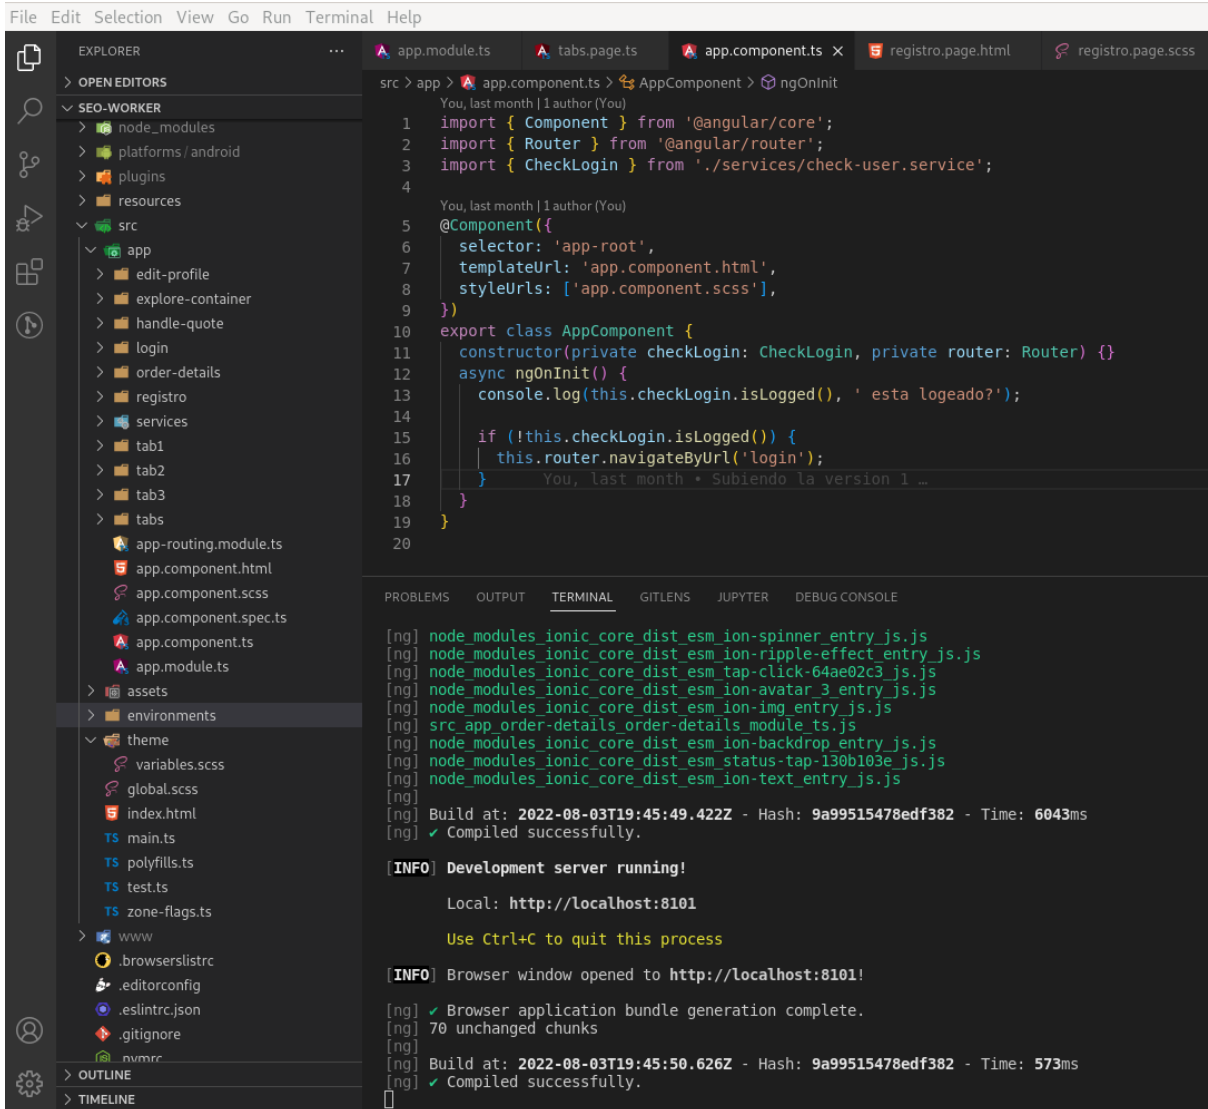 File Edit Selection View Go Run Terminal Help
EXPLORER ...
OPEN EDITORS
SEO-WORKER
node_modules
platforms/android
plugins
resources
src
app
edit-profile
explore-container
handle-quote
login
order-details
registro
services
tab1
tab2
tab3
tabs
app-routing.module.ts
app.component.html
app.component.scss
app.component.spec.ts
app.component.ts
app.module.ts
assets
environments
theme
variables.scss
global.scss
index.html
TS main.ts
TS polyfills.ts
TS test.ts
TS zone-flags.ts
www
.browserslistrc
.editorconfig
.eslintrc.json
.gitignore
.nvmrc
OUTLINE
TIMELINE
app.module.ts tabs.page.ts app.component.ts registro.page.html registro.page.scss
src > app > app.component.ts > AppComponent > ngOnInit
You, last month | 1 author (You)
1 import { Component } from '@angular/core';
2 import { Router } from '@angular/router';
3 import { CheckLogin } from './services/check-user.service';
4
You, last month | 1 author (You)
5 @Component({
6 selector: 'app-root',
7 templateUrl: 'app.component.html',
8 styleUrls: ['app.component.scss'],
9 })
10 export class AppComponent {
11 constructor(private checkLogin: CheckLogin, private router: Router) {}
12 async ngOnInit() {
13 console.log(this.checkLogin.isLogged(), ' esta logeado?');
14
15 if (!this.checkLogin.isLogged()) {
16 this.router.navigateByUrl('login');
17 } You, last month • Subiendo la version 1 …
18 }
19 }
20
PROBLEMS OUTPUT TERMINAL GITLENS JUPYTER DEBUG CONSOLE
[ng] node_modules_ionic_core_dist_esm_ion-spinner_entry_js.js
[ng] node_modules_ionic_core_dist_esm_ion-ripple-effect_entry_js.js
[ng] node_modules_ionic_core_dist_esm_tap-click-64ae02c3_js.js
[ng] node_modules_ionic_core_dist_esm_ion-avatar_3_entry_js.js
[ng] node_modules_ionic_core_dist_esm_ion-img_entry_js.js
[ng] src_app_order-details_order-details_module_ts.js
[ng] node_modules_ionic_core_dist_esm_ion-backdrop_entry_js.js
[ng] node_modules_ionic_core_dist_esm_status-tap-130b103e_js.js
[ng] node_modules_ionic_core_dist_esm_ion-text_entry_js.js
[ng]
[ng] Build at: 2022-08-03T19:45:49.422Z - Hash: 9a99515478edf382 - Time: 6043ms
[ng] ✔ Compiled successfully.
[INFO] Development server running!
Local: http://localhost:8101
Use Ctrl+C to quit this process
[INFO] Browser window opened to http://localhost:8101!
[ng] ✔ Browser application bundle generation complete.
[ng] 70 unchanged chunks
[ng]
[ng] Build at: 2022-08-03T19:45:50.626Z - Hash: 9a99515478edf382 - Time: 573ms
[ng] ✔ Compiled successfully.